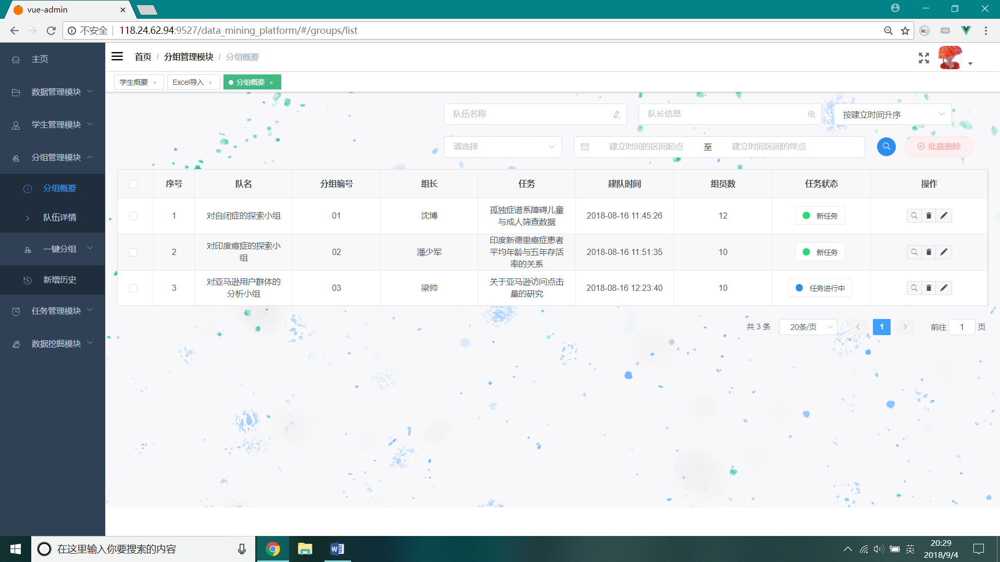 vue-admin
不安全 118.24.62.94:9527/data_mining_platform/#/groups/list
HD
主页
数据管理模块
学生管理模块
分组管理模块
分组概要
队伍详情
一键分组
新增历史
任务管理模块
数据挖掘模块
首页 / 分组管理模块 / 分组概要
学生概要 × Excel导入 × 分组概要 ×
队伍名称 队长信息 按建立时间升序
请选择 建立时间的区间起点 至 建立时间区间的终点 批量删除
序号 队名 分组编号 组长 任务 建队时间 组员数 任务状态 操作
1 对自闭症的探索小组 01 沈博 孤独症谱系障碍儿童与成人筛查数据 2018-08-16 11:45:26 12 新任务
2 对印度癌症的探索小组 02 潘少军 印度新德里癌症患者平均年龄与五年存活率的关系 2018-08-16 11:51:35 10 新任务
3 对亚马逊用户群体的分析小组 03 梁帅 关于亚马逊访问点击量的研究 2018-08-16 12:23:40 10 任务进行中
共 3 条 20条/页 1 前往 1 页
在这里输入你要搜索的内容
英
20:29
2018/9/4